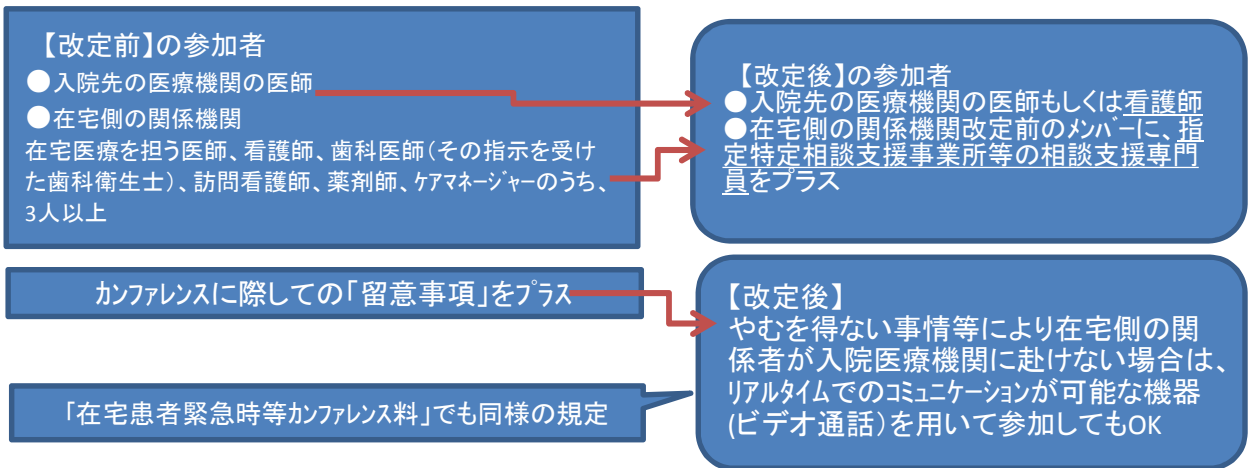 【改定前】の参加者
●入院先の医療機関の医師
●在宅側の関係機関
在宅医療を担う医師、看護師、歯科医師（その指示を受け
た歯科衛生士）、訪問看護師、薬剤師、ｹｱﾏﾈｰｼﾞｬｰのうち、
3人以上
【改定後】の参加者
●入院先の医療機関の医師もしくは看護師
●在宅側の関係機関改定前のﾒﾝﾊﾞｰに、指
定特定相談支援事業所等の相談支援専門
員をプラス
ｶﾝﾌｧﾚﾝｽに際しての「留意事項」をﾌﾟﾗｽ
【改定後】
やむを得ない事情等により在宅側の関
係者が入院医療機関に赴けない場合は、
ﾘｱﾙﾀｲﾑでのｺﾐｭﾆｹｰｼｮﾝが可能な機器
(ビデオ通話）を用いて参加してもOK
「在宅患者緊急時等ｶﾝﾌｧﾚﾝｽ料」でも同様の規定